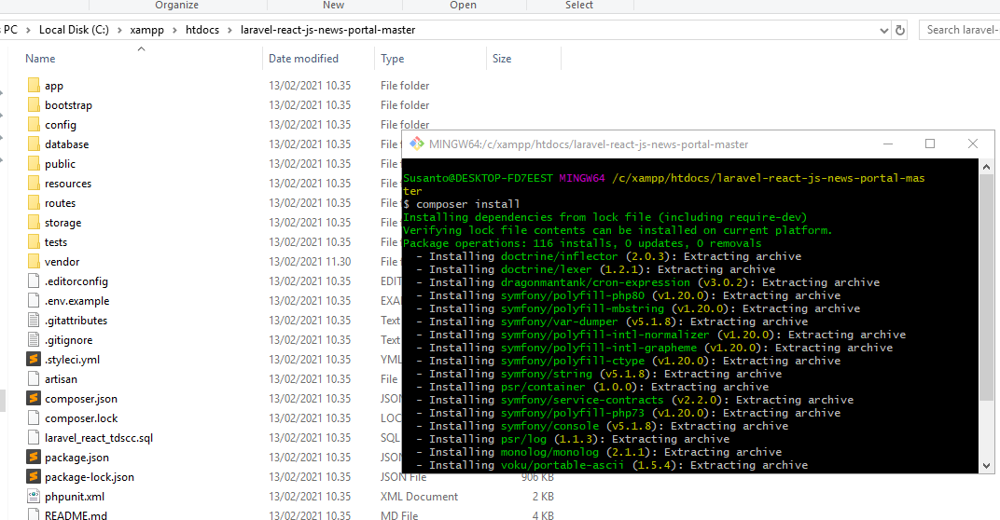 Organize New Open Select
PC > Local Disk (C:) > xampp > htdocs > laravel-react-js-news-portal-master
Search laravel-
Name Date modified Type Size
app 13/02/2021 10.35 File folder
bootstrap 13/02/2021 10.35 File folder
config 13/02/2021 10.35 File folder
database 13/02/2021 10.35 File f
public 13/02/2021 10.35 File f
resources 13/02/2021 10.35 File f
routes 13/02/2021 10.35 File f
storage 13/02/2021 10.35 File f
tests 13/02/2021 10.35 File f
vendor 13/02/2021 11.30 File f
.editorconfig 13/02/2021 10.35 EDIT
.env.example 13/02/2021 10.35 EXA
.gitattributes 13/02/2021 10.35 Text
.gitignore 13/02/2021 10.35 Text
.styleci.yml 13/02/2021 10.35 YML
artisan 13/02/2021 10.35 File
composer.json 13/02/2021 10.35 JSON
composer.lock 13/02/2021 10.35 LOC
laravel_react_tdscc.sql 13/02/2021 10.35 SQL
package.json 13/02/2021 10.35 JSON
package-lock.json 13/02/2021 10.35 JSON File 906 KB
phpunit.xml 13/02/2021 10.35 XML Document 2 KB
README.md 13/02/2021 10.35 MD File 4 KB
MINGW64:/c/xampp/htdocs/laravel-react-js-news-portal-master
Susanto@DESKTOP-FD7EEST MINGW64 /c/xampp/htdocs/laravel-react-js-news-portal-mas
ter
$ composer install
Installing dependencies from lock file (including require-dev)
Verifying lock file contents can be installed on current platform.
Package operations: 116 installs, 0 updates, 0 removals
- Installing doctrine/inflector (2.0.3): Extracting archive
- Installing doctrine/lexer (1.2.1): Extracting archive
- Installing dragonmantank/cron-expression (v3.0.2): Extracting archive
- Installing symfony/polyfill-php80 (v1.20.0): Extracting archive
- Installing symfony/polyfill-mbstring (v1.20.0): Extracting archive
- Installing symfony/var-dumper (v5.1.8): Extracting archive
- Installing symfony/polyfill-intl-normalizer (v1.20.0): Extracting archive
- Installing symfony/polyfill-intl-grapheme (v1.20.0): Extracting archive
- Installing symfony/polyfill-ctype (v1.20.0): Extracting archive
- Installing symfony/string (v5.1.8): Extracting archive
- Installing psr/container (1.0.0): Extracting archive
- Installing symfony/service-contracts (v2.2.0): Extracting archive
- Installing symfony/polyfill-php73 (v1.20.0): Extracting archive
- Installing symfony/console (v5.1.8): Extracting archive
- Installing psr/log (1.1.3): Extracting archive
- Installing monolog/monolog (2.1.1): Extracting archive
- Installing voku/portable-ascii (1.5.4): Extracting archive